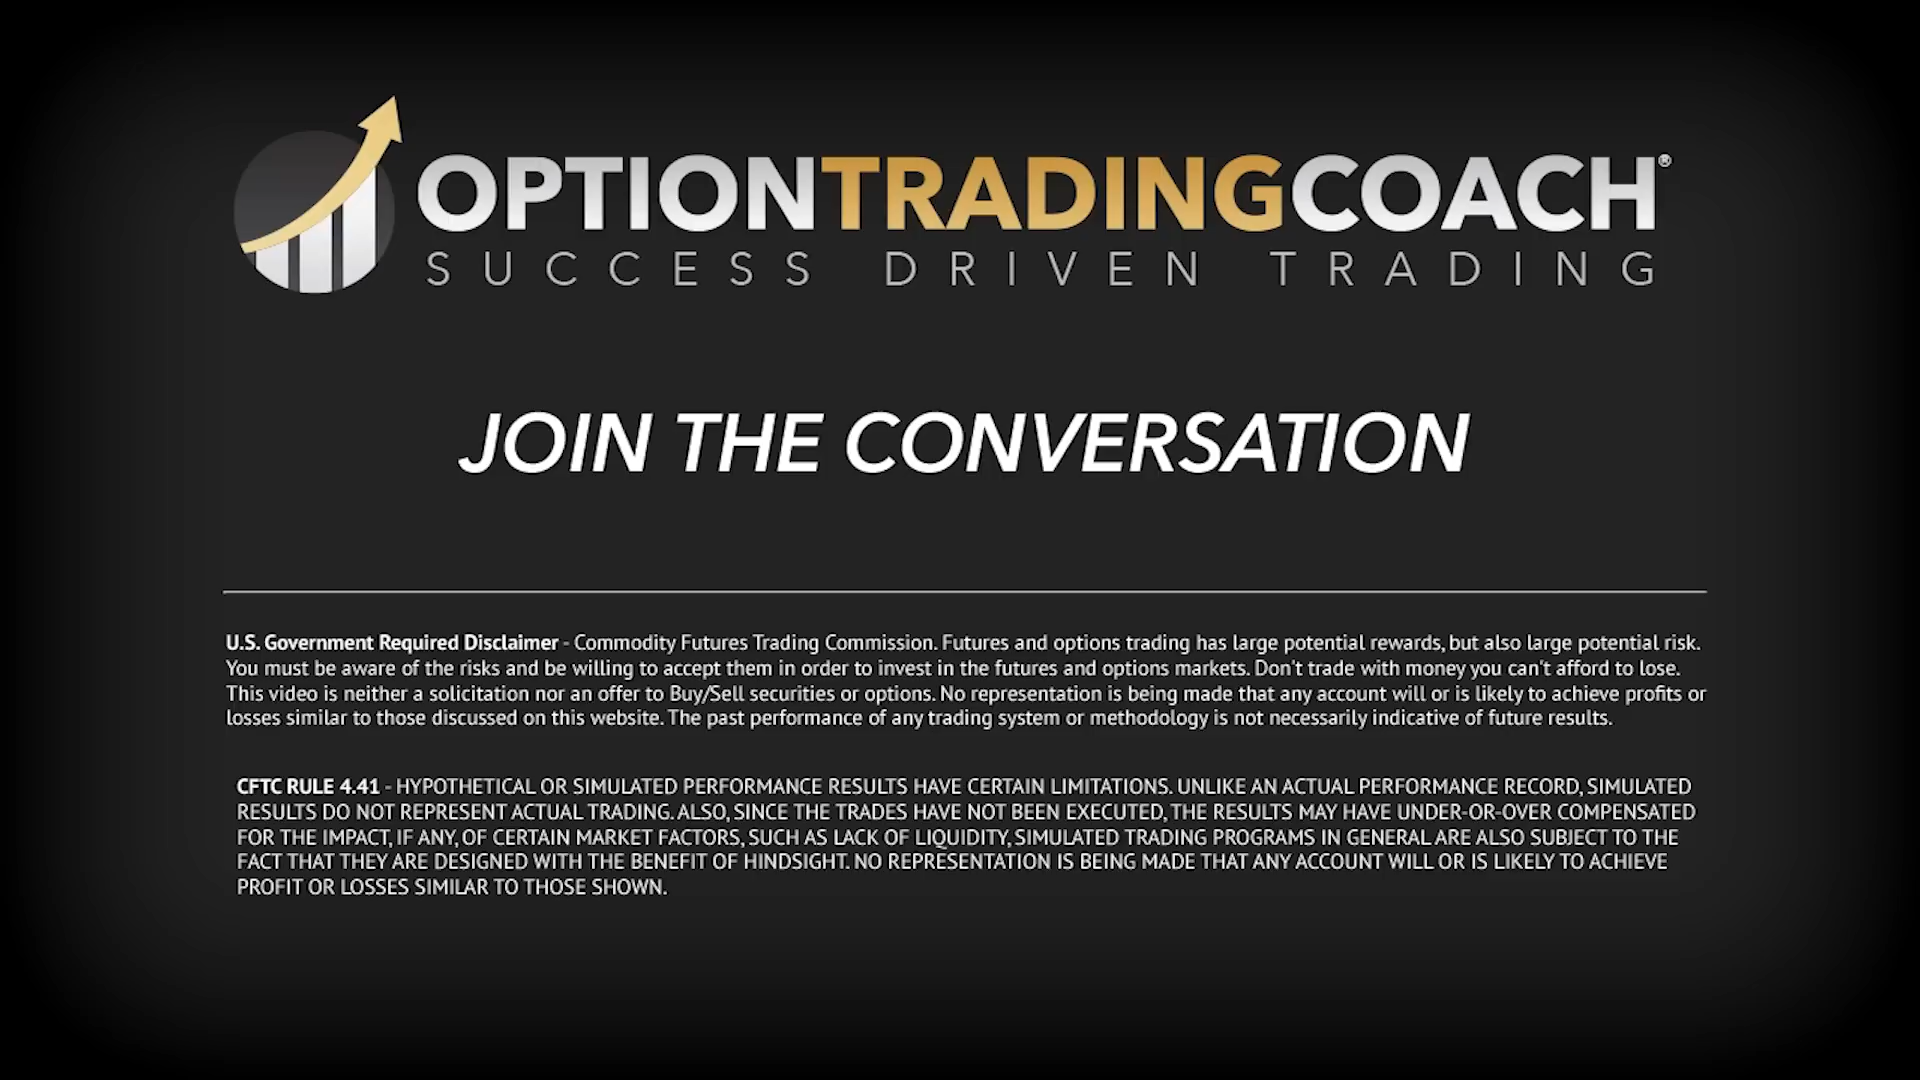 OPTIONTRADINGCOACH®
SUCCESS DRIVEN TRADING
JOIN THE CONVERSATION
U.S. Government Required Disclaimer - Commodity Futures Trading Commission. Futures and options trading has large potential rewards, but also large potential risk.
You must be aware of the risks and be willing to accept them in order to invest in the futures and options markets. Don't trade with money you can't afford to lose.
This video is neither a solicitation nor an offer to Buy/Sell securities or options. No representation is being made that any account will or is likely to achieve profits or
losses similar to those discussed on this website. The past performance of any trading system or methodology is not necessarily indicative of future results.
CFTC RULE 4.41 - HYPOTHETICAL OR SIMULATED PERFORMANCE RESULTS HAVE CERTAIN LIMITATIONS. UNLIKE AN ACTUAL PERFORMANCE RECORD, SIMULATED
RESULTS DO NOT REPRESENT ACTUAL TRADING. ALSO, SINCE THE TRADES HAVE NOT BEEN EXECUTED, THE RESULTS MAY HAVE UNDER-OR-OVER COMPENSATED
FOR THE IMPACT, IF ANY, OF CERTAIN MARKET FACTORS, SUCH AS LACK OF LIQUIDITY, SIMULATED TRADING PROGRAMS IN GENERAL ARE ALSO SUBJECT TO THE
FACT THAT THEY ARE DESIGNED WITH THE BENEFIT OF HINDSIGHT. NO REPRESENTATION IS BEING MADE THAT ANY ACCOUNT WILL OR IS LIKELY TO ACHIEVE
PROFIT OR LOSSES SIMILAR TO THOSE SHOWN.